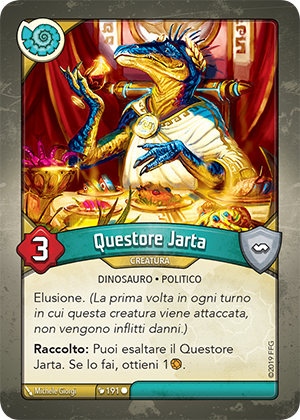 Questore Jarta
CREATURA
3
DINOSAURO • POLITICO
Elusione. (La prima volta in ogni turno
in cui questa creatura viene attaccata,
non vengono inflitti danni.)
Raccolto: Puoi esaltare il Questore
Jarta. Se lo fai, ottieni 1.
©2019 FFG
Michele Giorgi
191